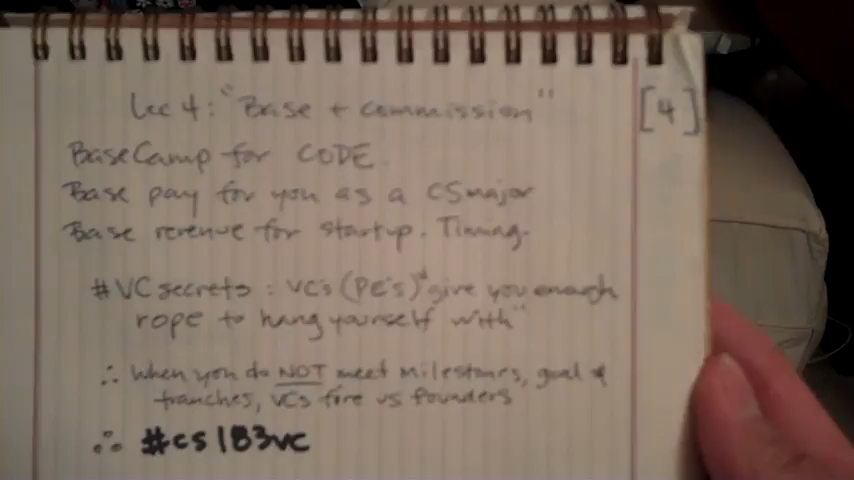 Lec 4: "Base + commission"
[4]
BaseCamp for CODE.
Base pay for you as a CS major
Base revenue for startup. Timing.
#VC secrets: VC's (PE's) "give you enough
rope to hang yourself with"
∴ When you do NOT meet milestones, goal &
tranches, VCs fire us founders
∴ #cs183vc